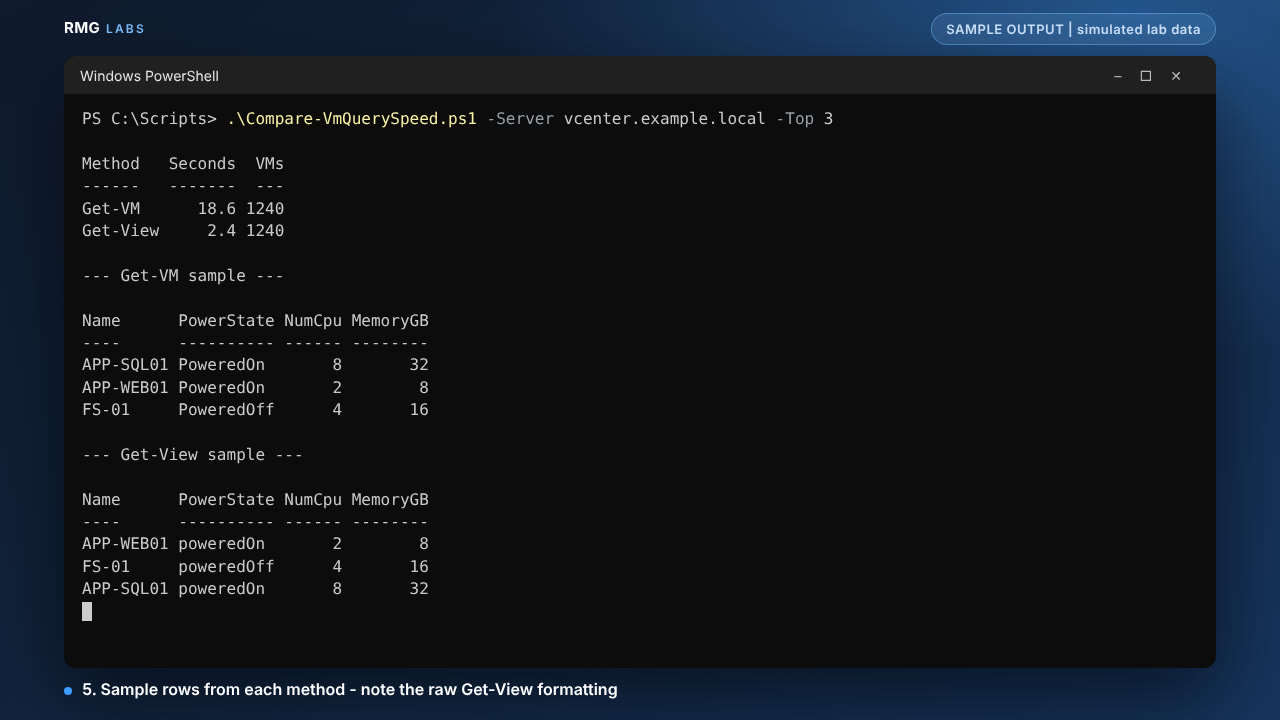 RMG LABS
SAMPLE OUTPUT | simulated lab data
Windows PowerShell
PS C:\Scripts> .\Compare-VmQuerySpeed.ps1 -Server vcenter.example.local -Top 3
Method   Seconds  VMs
------   -------  ---
Get-VM      18.6 1240
Get-View     2.4 1240
--- Get-VM sample ---
Name      PowerState NumCpu MemoryGB
----      ---------- ------ --------
APP-SQL01 PoweredOn       8       32
APP-WEB01 PoweredOn       2        8
FS-01     PoweredOff      4       16
--- Get-View sample ---
Name      PowerState NumCpu MemoryGB
----      ---------- ------ --------
APP-WEB01 poweredOn       2        8
FS-01     poweredOff      4       16
APP-SQL01 poweredOn       8       32
5. Sample rows from each method - note the raw Get-View formatting